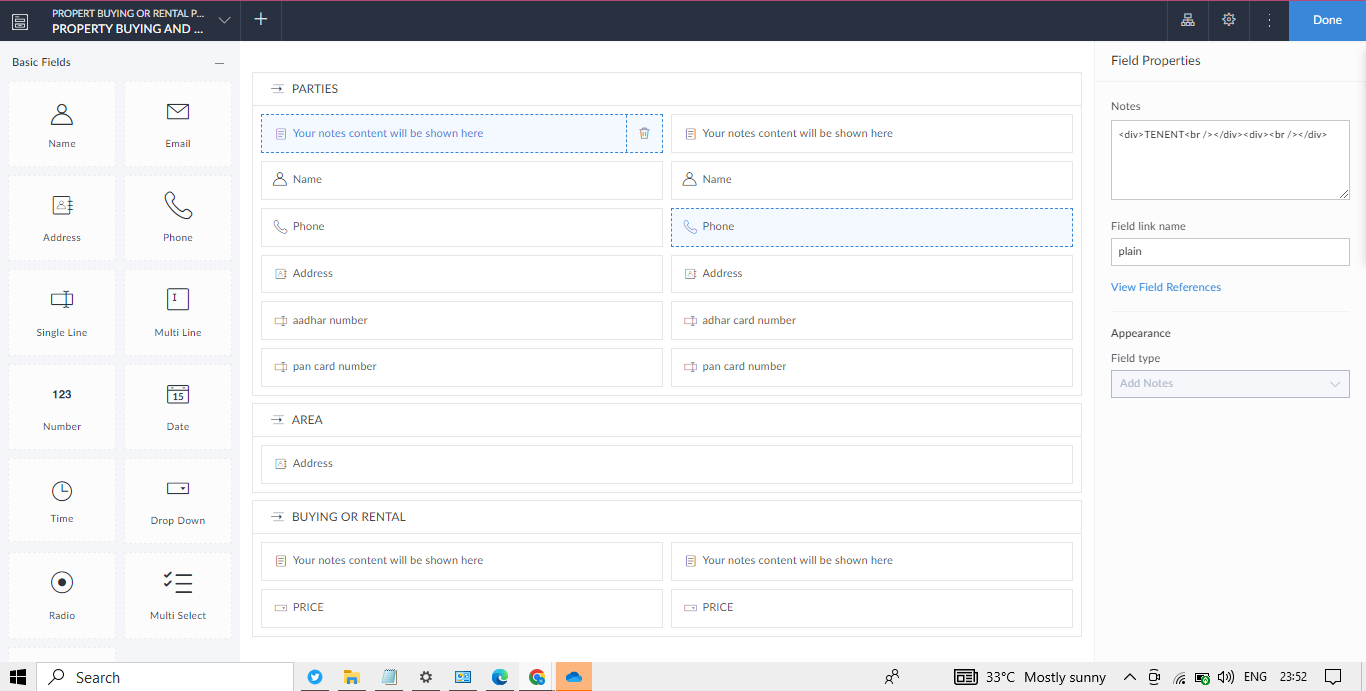 PROPERT BUYING OR RENTAL P...
PROPERTY BUYING AND ...
Done
Basic Fields
Name
Email
Address
Phone
Single Line
Multi Line
123
Number
15
Date
Time
Drop Down
Radio
Multi Select
PARTIES
Your notes content will be shown here
Your notes content will be shown here
Name
Name
Phone
Phone
Address
Address
aadhar number
adhar card number
pan card number
pan card number
AREA
Address
BUYING OR RENTAL
Your notes content will be shown here
Your notes content will be shown here
PRICE
PRICE
Field Properties
Notes
<div>TENENT<br /></div><div><br /></div>
Field link name
plain
View Field References
Appearance
Field type
Add Notes
Search
33°C Mostly sunny
ENG
23:52